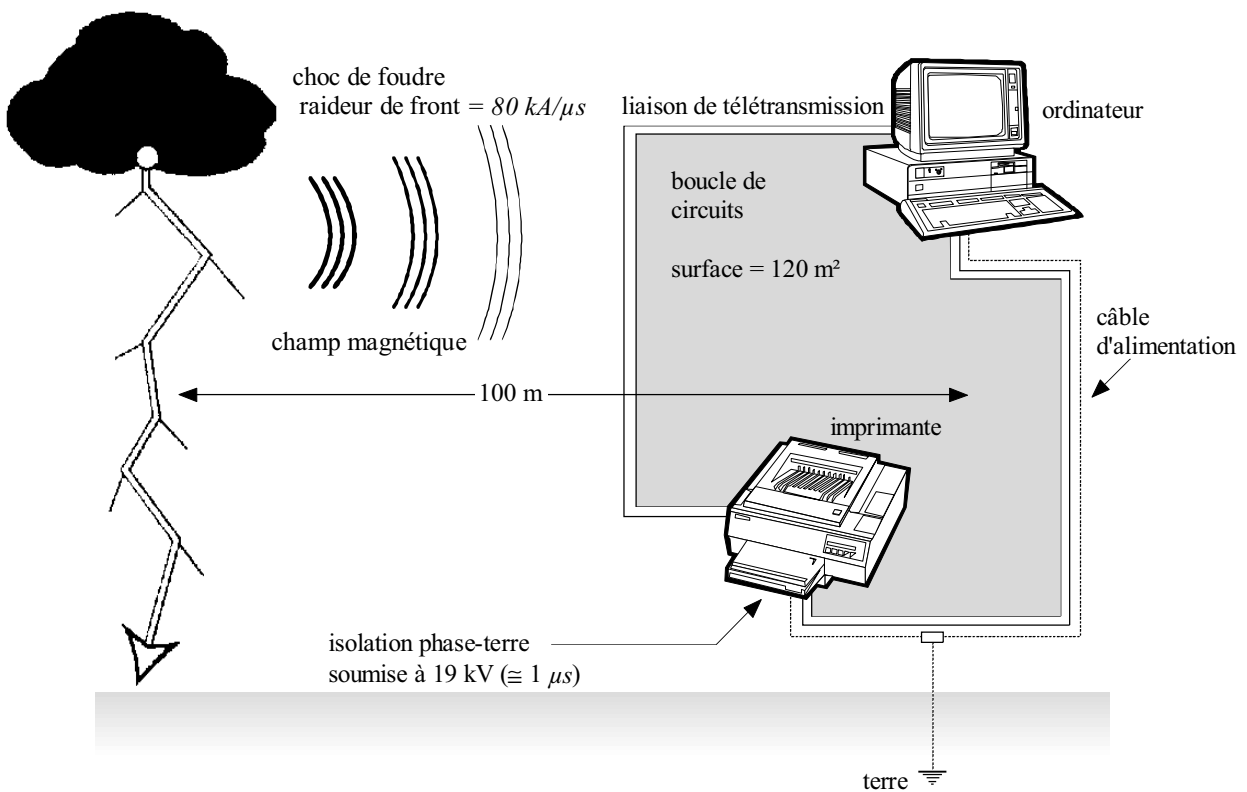 choc de foudre
raideur de front = 80 kA/µs
liaison de télétransmission
ordinateur
boucle de
circuits
surface = 120 m²
champ magnétique
câble
d'alimentation
100 m
imprimante
isolation phase-terre
soumise à 19 kV (≅ 1 µs)
terre